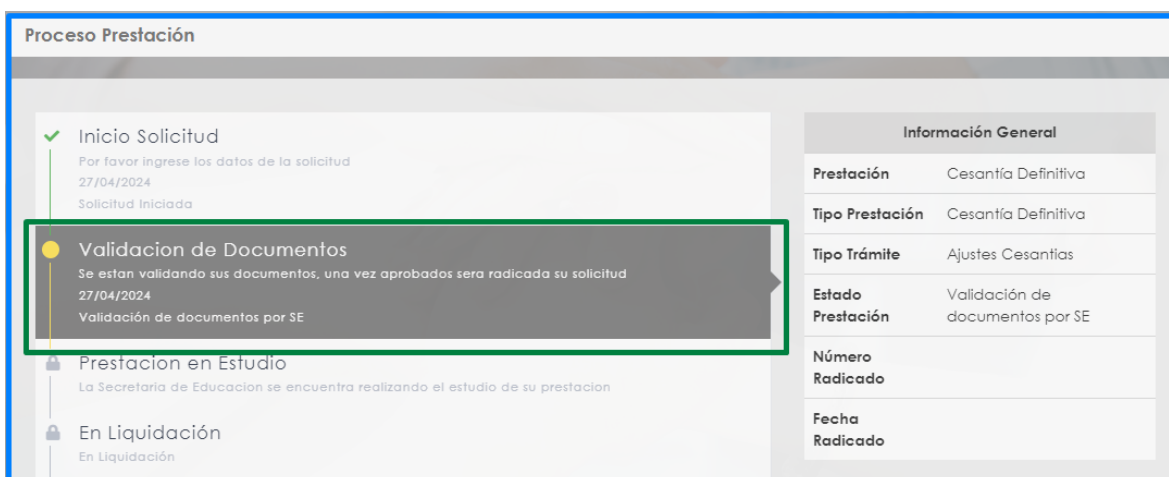 Proceso Prestación
Inicio Solicitud
Por favor ingrese los datos de la solicitud
27/04/2024
Solicitud Iniciada
Validacion de Documentos
Se estan validando sus documentos, una vez aprobados sera radicada su solicitud
27/04/2024
Validación de documentos por SE
Prestacion en Estudio
La Secretaria de Educacion se encuentra realizando el estudio de su prestacion
En Liquidación
En Liquidación
Información General
Prestación Cesantía Definitiva
Tipo Prestación Cesantía Definitiva
Tipo Trámite Ajustes Cesantias
Estado Validación de
Prestación documentos por SE
Número
Radicado
Fecha
Radicado